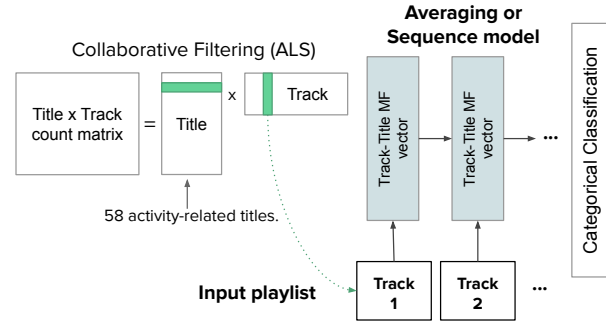 Averaging or
Sequence model
Collaborative Filtering (ALS)
Title x Track
count matrix
=
Title
x
Track
58 activity-related titles.
Track-Title MF
vector
Track-Title MF
vector
...
Categorical Classification
Input playlist
Track
1
Track
2
...